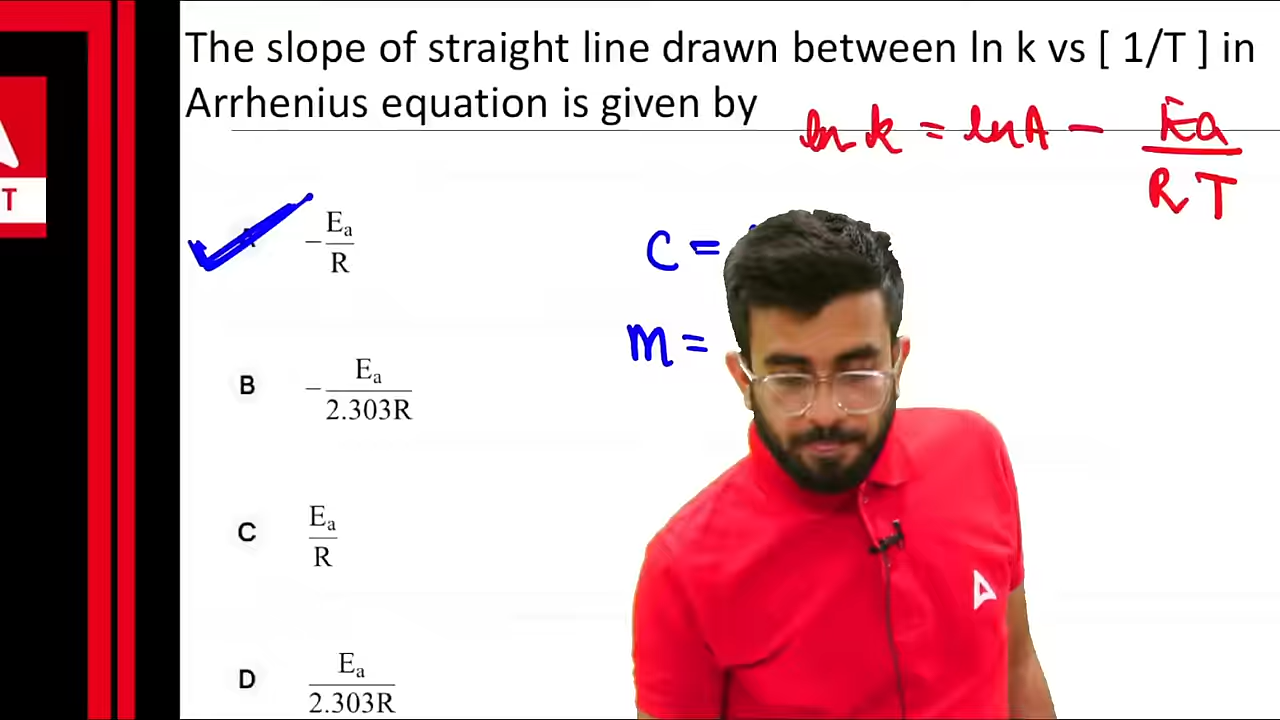 The slope of straight line drawn between ln k vs [ 1/T ] in
Arrhenius equation is given by
ln k = ln A − Ea
R T
A −Ea
R
C =
m =
B −Ea
2.303R
C Ea
R
D Ea
2.303R
T